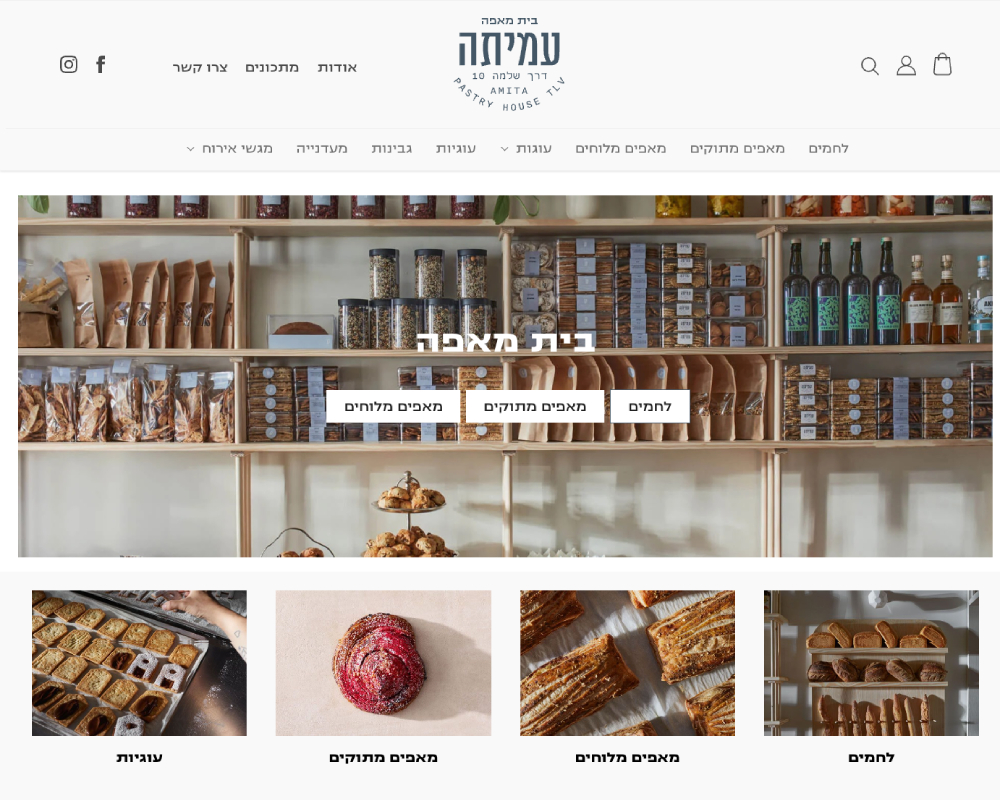 בית מאפה
עמיתה
דרך שלמה 10
AMITA
PASTRY HOUSE TLV
אודות
מתכונים
צרו קשר
לחמים
מאפים מתוקים
מאפים מלוחים
עוגות
עוגיות
גבינות
מעדנייה
מגשי אירוח
בית מאפה
לחמים
מאפים מתוקים
מאפים מלוחים
לחמים
מאפים מלוחים
מאפים מתוקים
עוגיות